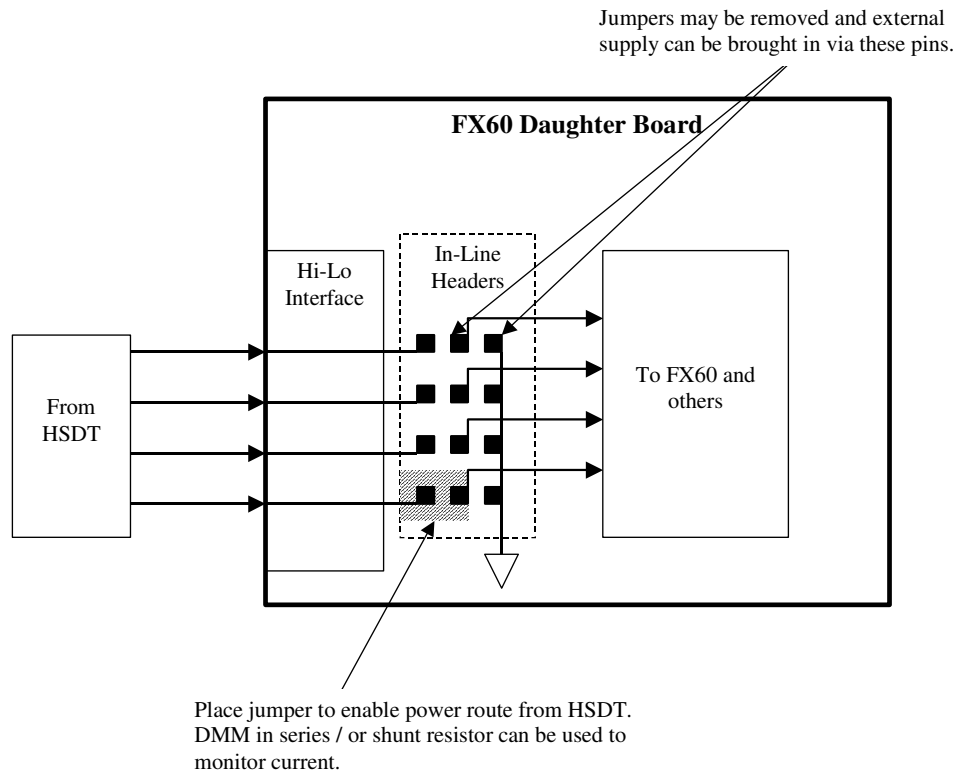 Jumpers may be removed and external
supply can be brought in via these pins.
FX60 Daughter Board
In-Line
Headers
Hi-Lo
Interface
From
HSDT
To FX60 and
others
Place jumper to enable power route from HSDT.
DMM in series / or shunt resistor can be used to
monitor current.